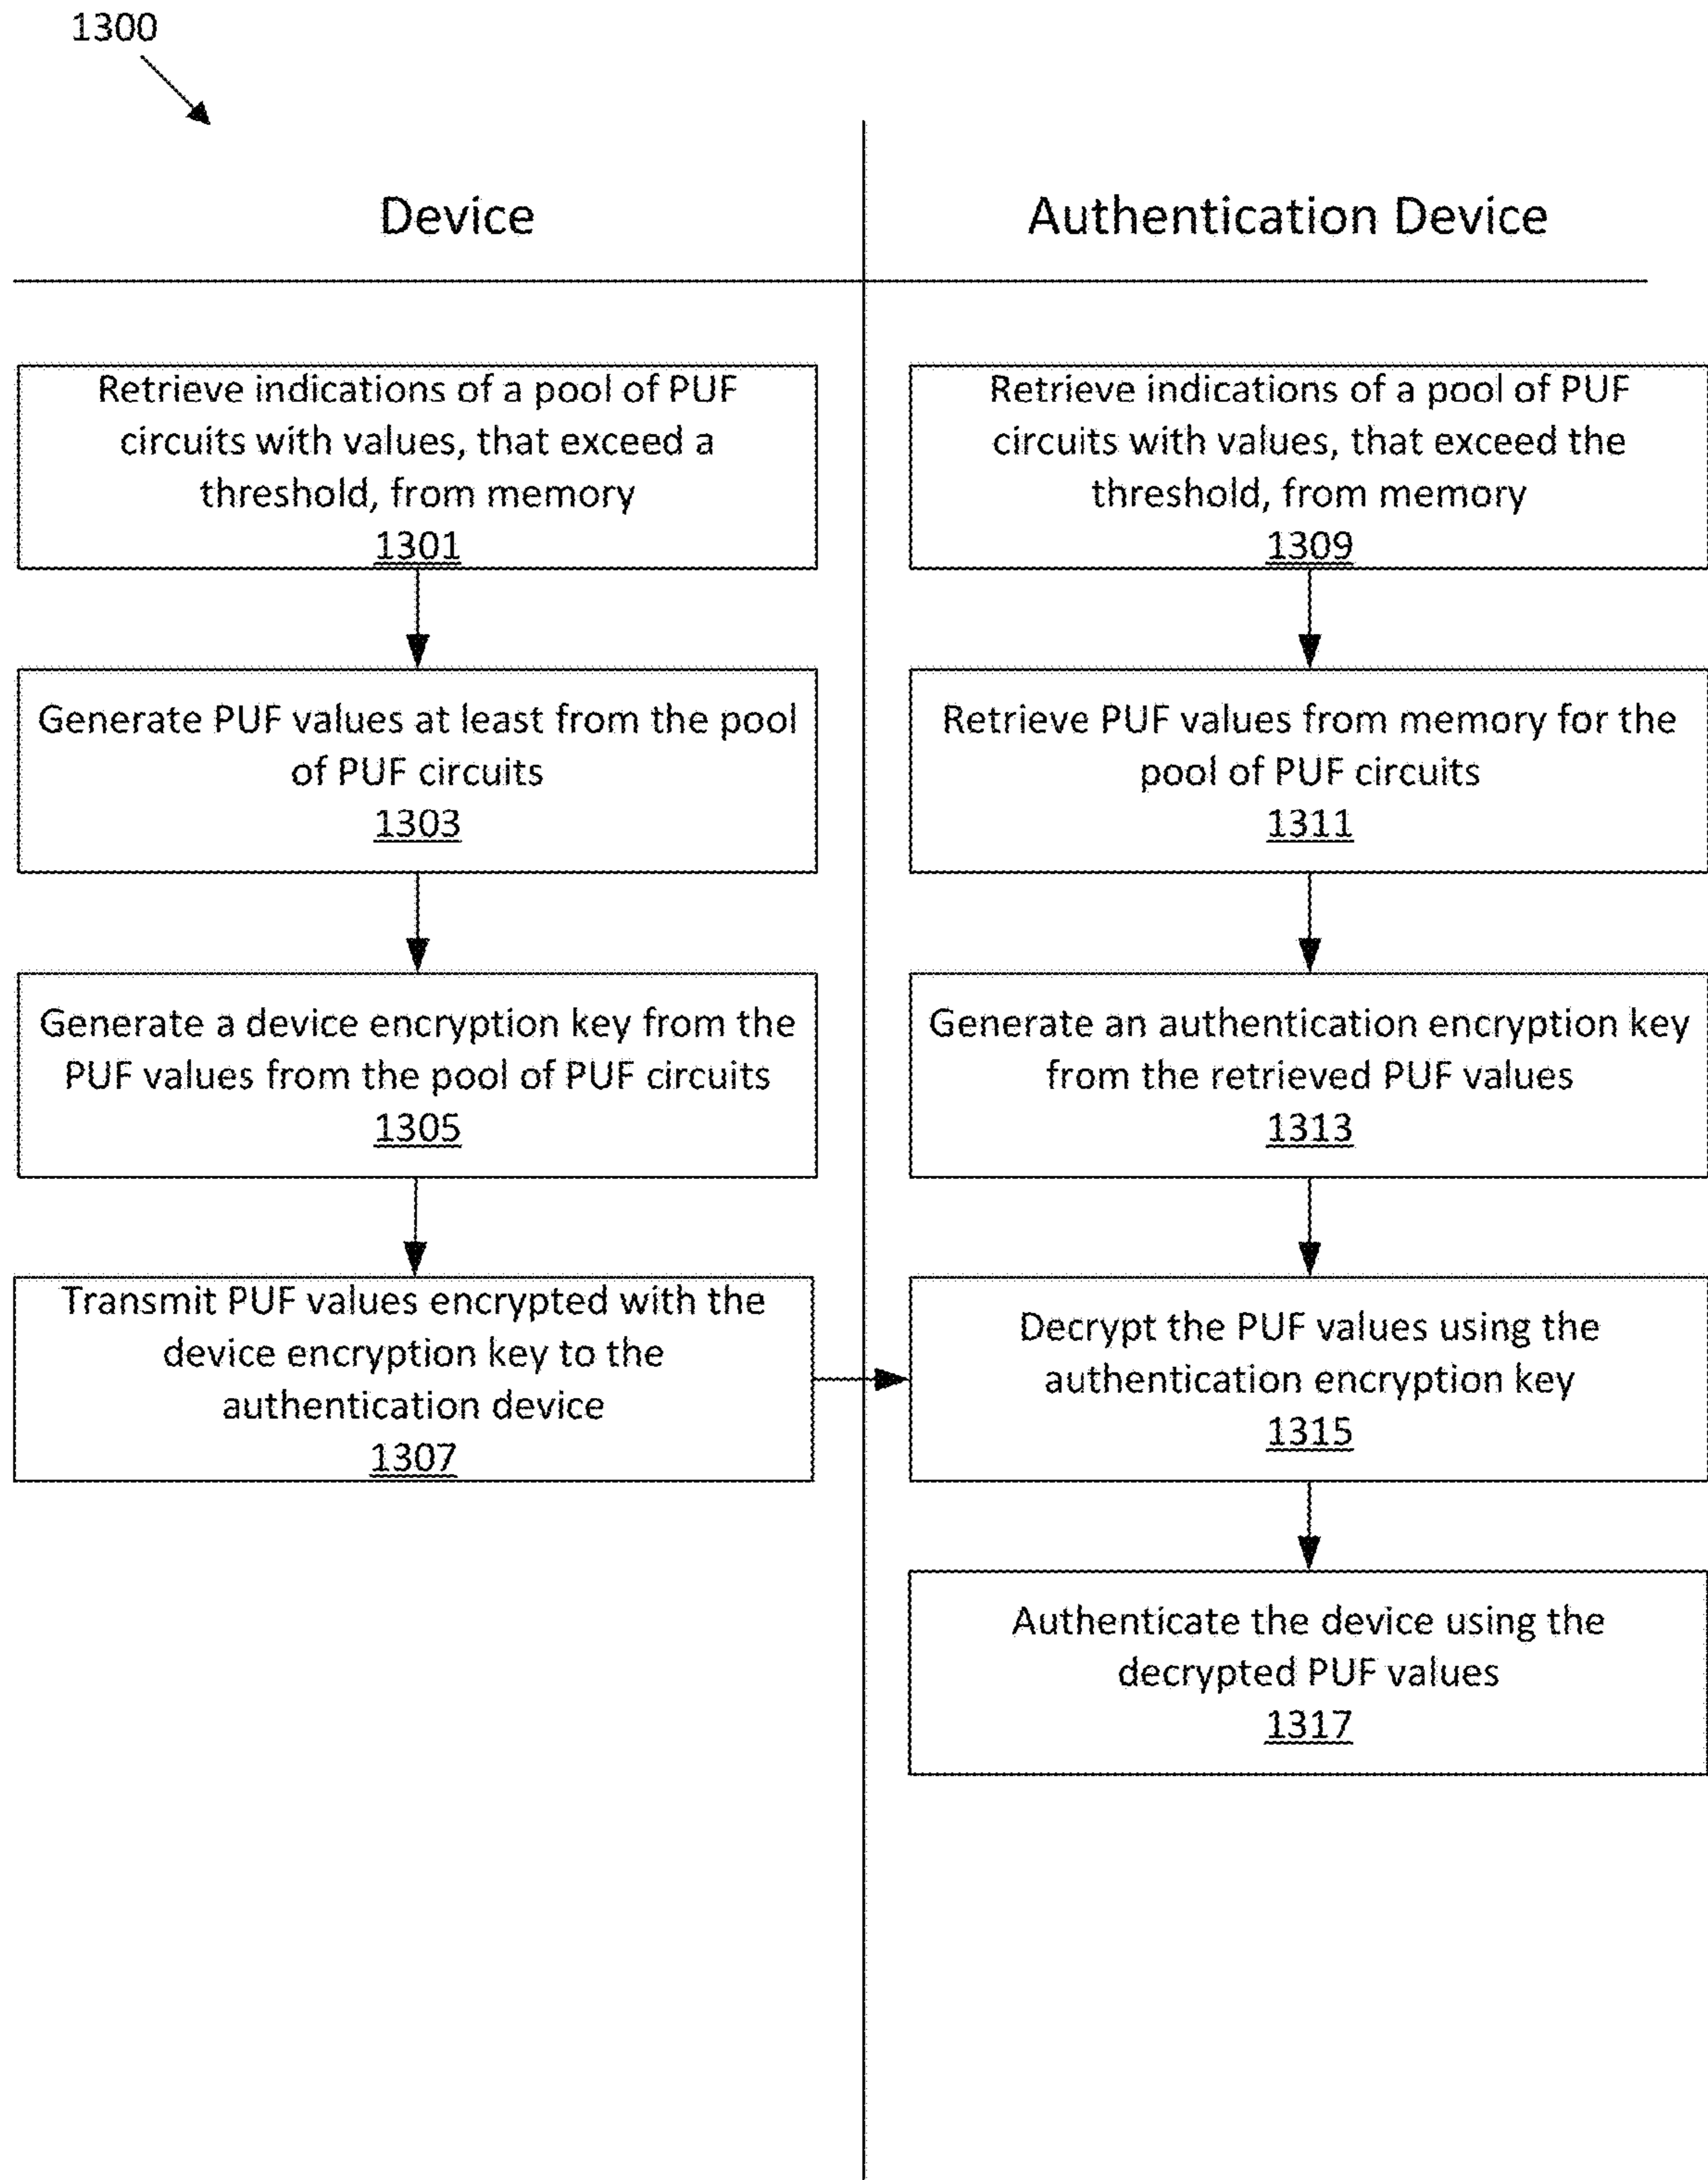 1300
Device
Authentication Device
Retrieve indications of a pool of PUF
circuits with values, that exceed a
threshold, from memory
1301
Generate PUF values at least from the pool
of PUF circuits
1303
Generate a device encryption key from the
PUF values from the pool of PUF circuits
1305
Transmit PUF values encrypted with the
device encryption key to the
authentication device
1307
Retrieve indications of a pool of PUF
circuits with values, that exceed the
threshold, from memory
1309
Retrieve PUF values from memory for the
pool of PUF circuits
1311
Generate an authentication encryption key
from the retrieved PUF values
1313
Decrypt the PUF values using the
authentication encryption key
1315
Authenticate the device using the
decrypted PUF values
1317